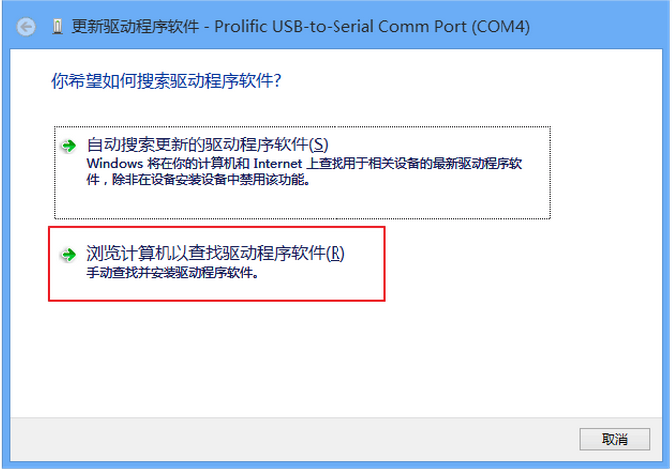 更新驱动程序软件 - Prolific USB-to-Serial Comm Port (COM4)
你希望如何搜索驱动程序软件?
自动搜索更新的驱动程序软件(S)
Windows 将在你的计算机和 Internet 上查找用于相关设备的最新驱动程序软
件，除非在设备安装设备中禁用该功能。
浏览计算机以查找驱动程序软件(R)
手动查找并安装驱动程序软件。
取消